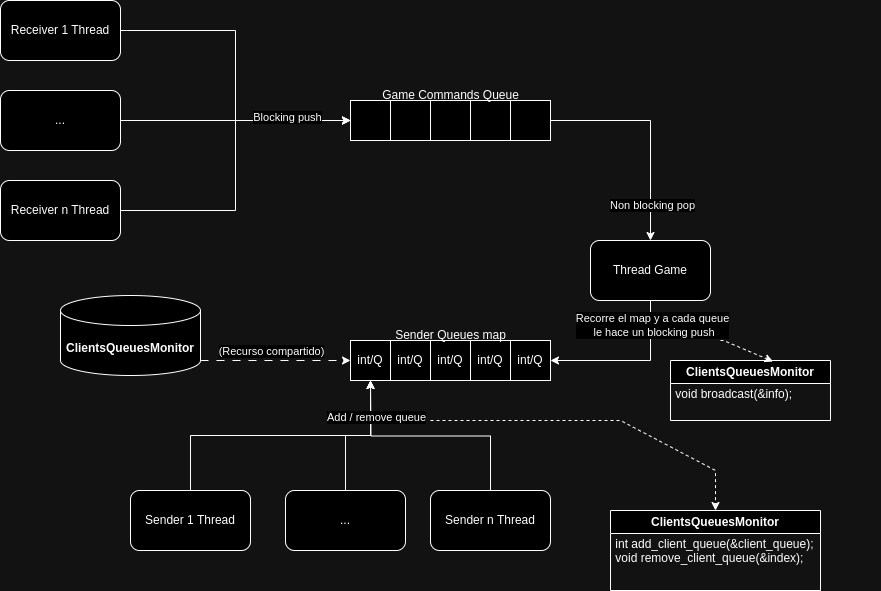 Receiver 1 Thread
...
Receiver n Thread
Blocking push
Game Commands Queue
Non blocking pop
Thread Game
Recorre el map y a cada queue
le hace un blocking push
ClientsQueuesMonitor
void broadcast(&info);
ClientsQueuesMonitor
(Recurso compartido)
Sender Queues map
int/Q int/Q int/Q int/Q int/Q
Add / remove queue
Sender 1 Thread
...
Sender n Thread
ClientsQueuesMonitor
int add_client_queue(&client_queue);
void remove_client_queue(&index);